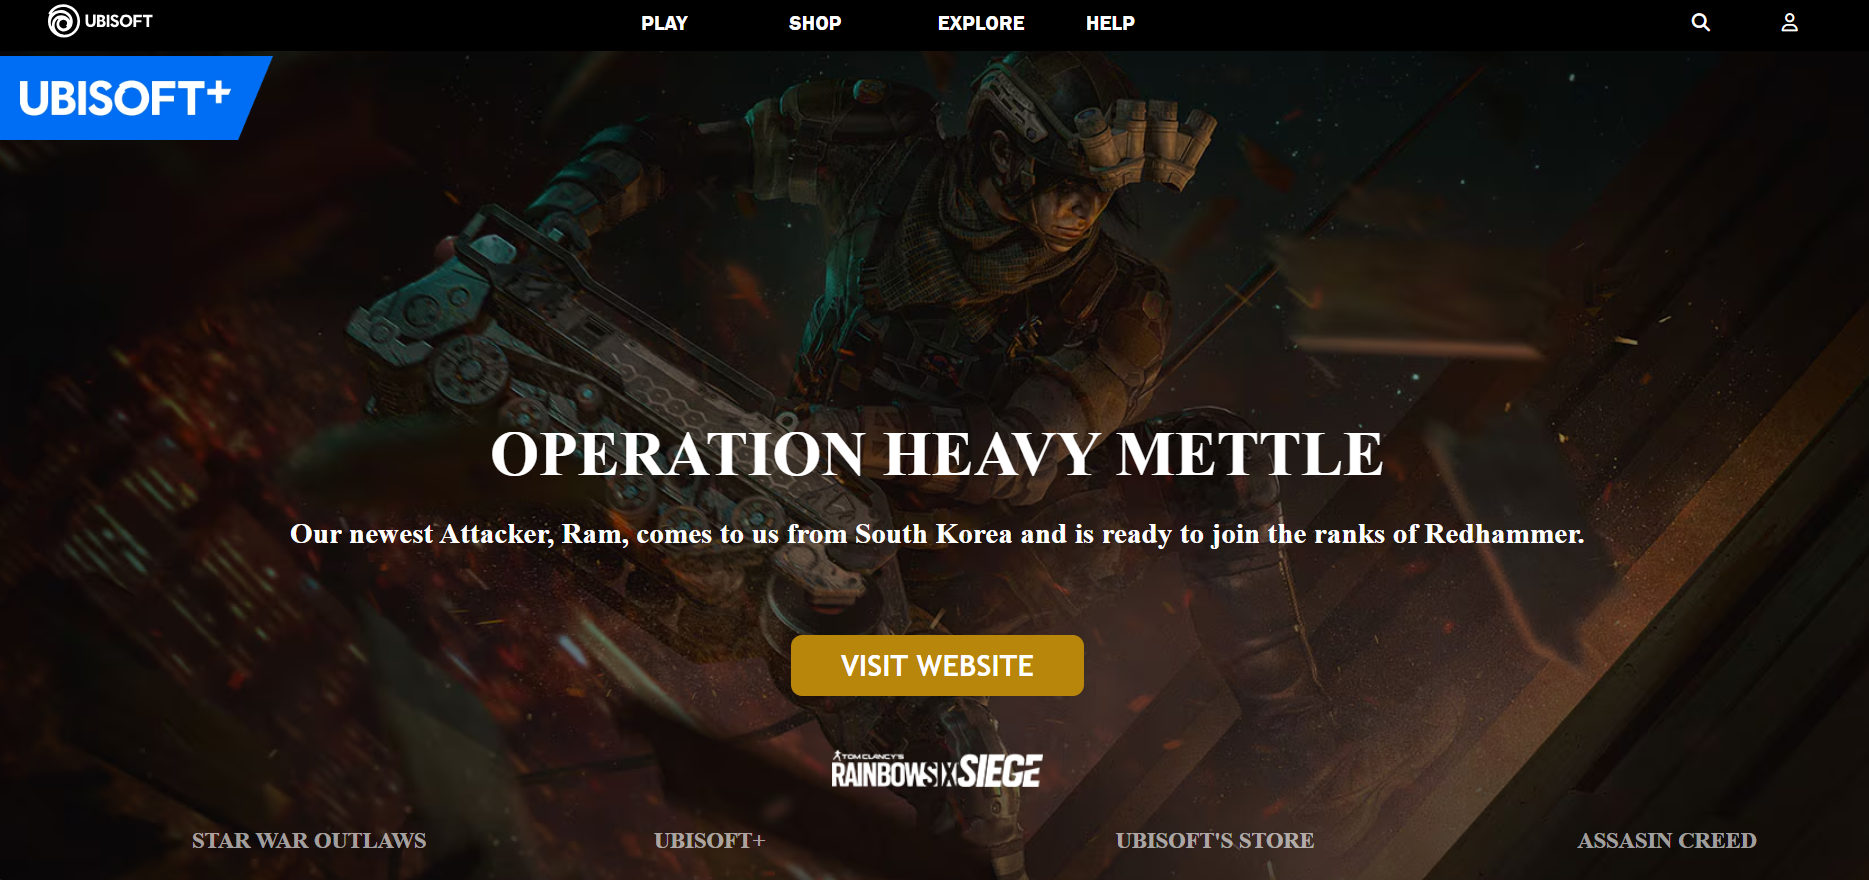 UBISOFT
PLAY SHOP EXPLORE HELP
UBISOFT+
OPERATION HEAVY METTLE
Our newest Attacker, Ram, comes to us from South Korea and is ready to join the ranks of Redhammer.
VISIT WEBSITE
TOM CLANCY'S
RAINBOWSIX SIEGE
STAR WAR OUTLAWS UBISOFT+ UBISOFT'S STORE ASSASIN CREED